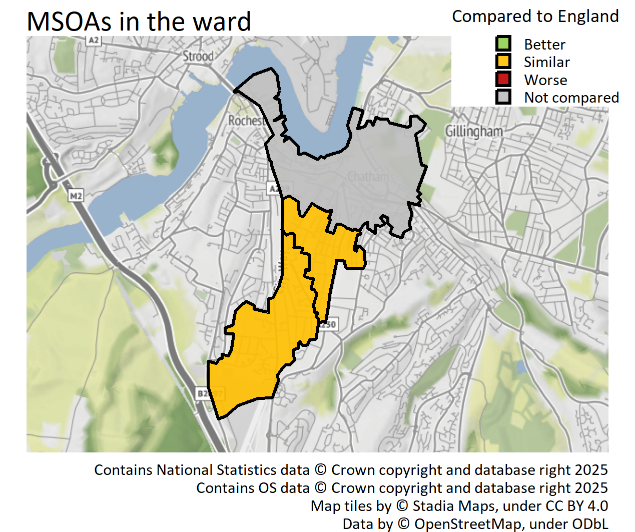 MSOAs in the ward
Compared to England
Better
Similar
Worse
Not compared
A2
Strood
Gillingham
Chatham
M2
Contains National Statistics data © Crown copyright and database right 2025
Contains OS data © Crown copyright and database right 2025
Map tiles by © Stadia Maps, under CC BY 4.0
Data by © OpenStreetMap, under ODbL